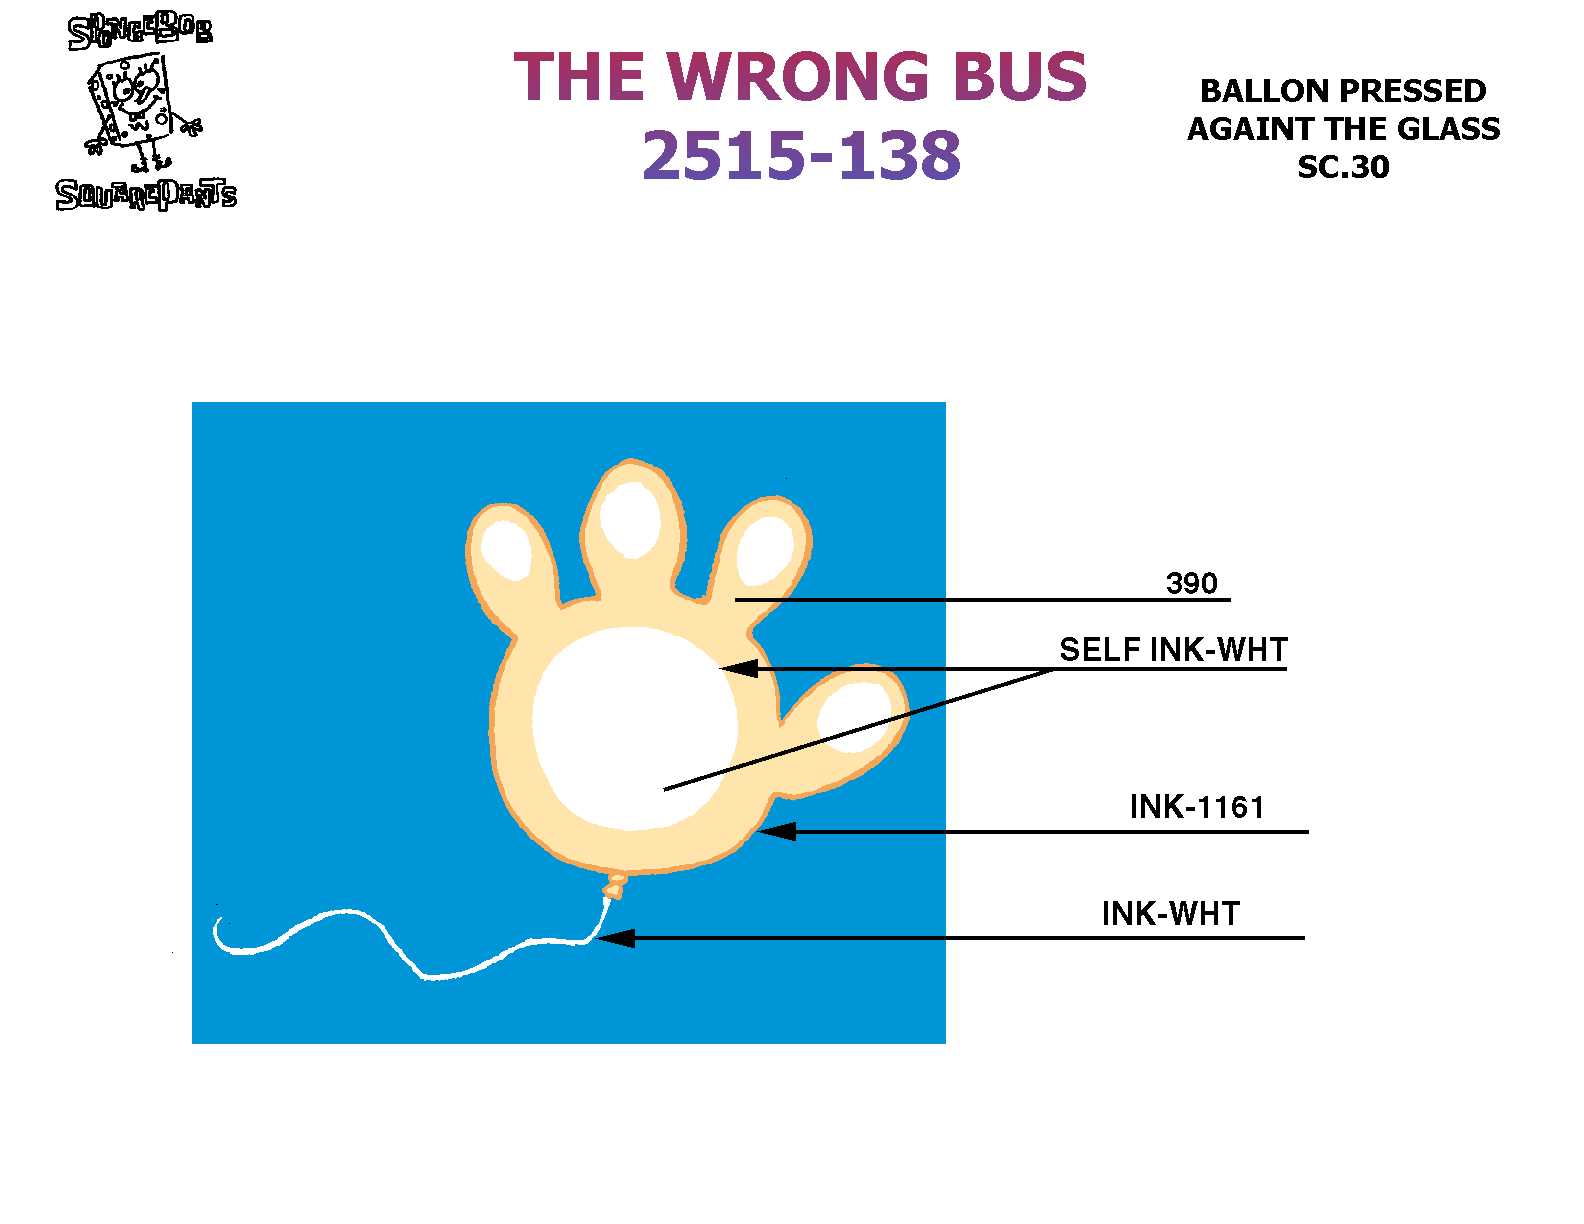 SPONGEBOB
SQUAREPANTS
THE WRONG BUS
2515-138
BALLON PRESSED
AGAINT THE GLASS
SC.30
390
SELF INK-WHT
INK-1161
INK-WHT